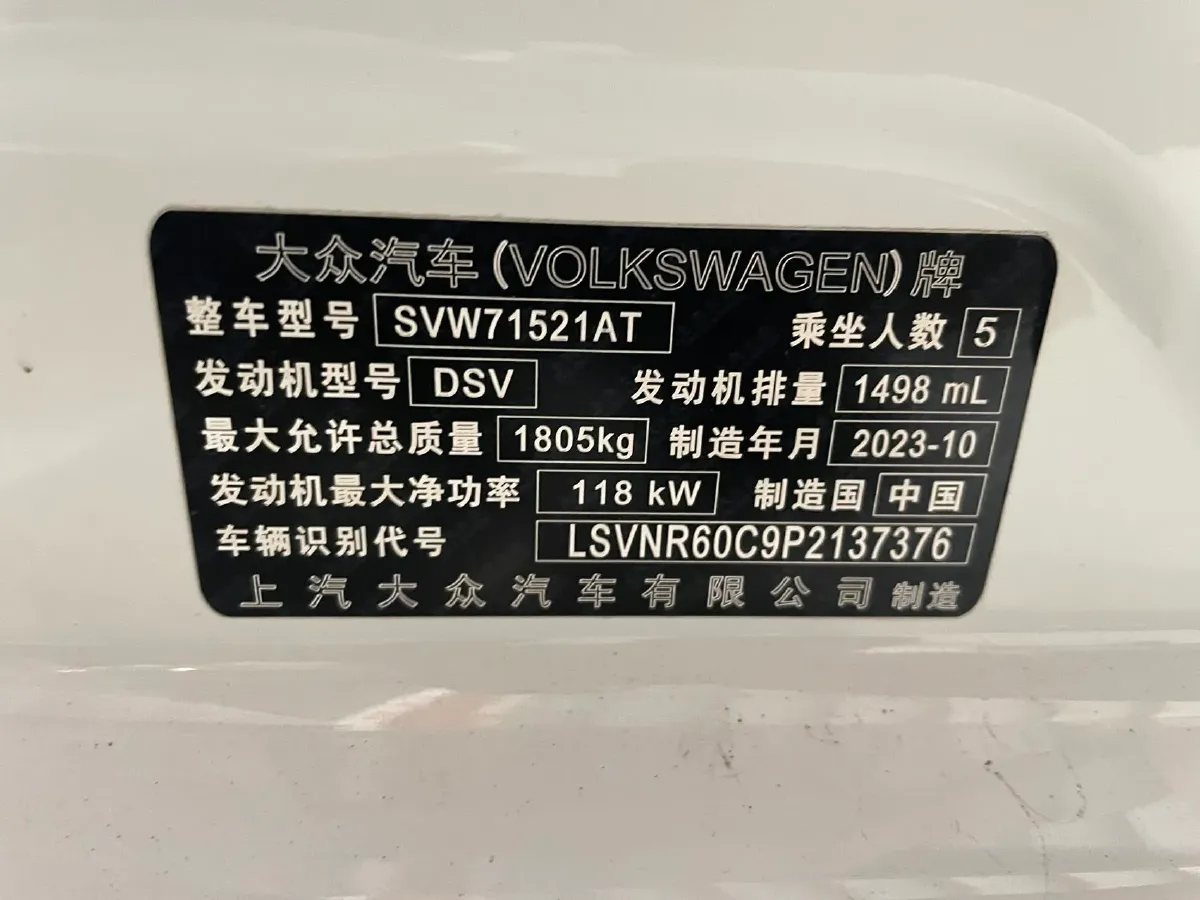 大众汽车(VOLKSWAGEN)牌
整车型号 SVW71521AT 乘坐人数 5
发动机型号 DSV 发动机排量 1498 mL
最大允许总质量 1805kg 制造年月 2023-10
发动机最大净功率 118 kW 制造国 中国
车辆识别代号 LSVNR60C9P2137376
上汽大众汽车有限公司 制造